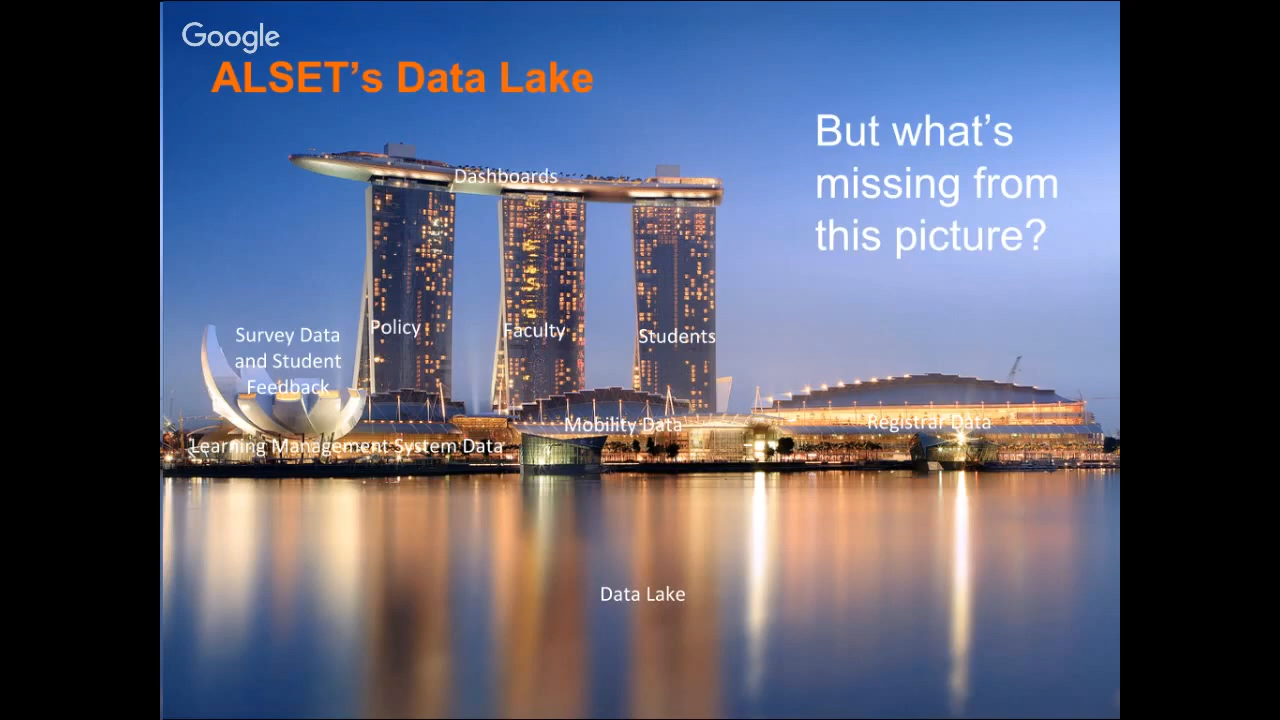 Google
ALSET's Data Lake
But what's
missing from
this picture?
Dashboards
Policy
Faculty
Students
Survey Data
and Student
Feedback
Mobility Data
Registrar Data
Learning Management System Data
Data Lake